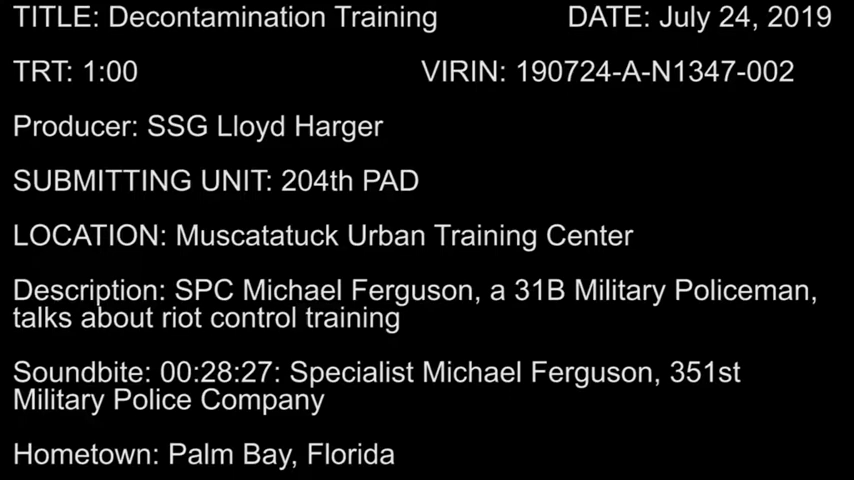 TITLE: Decontamination Training DATE: July 24, 2019
TRT: 1:00 VIRIN: 190724-A-N1347-002
Producer: SSG Lloyd Harger
SUBMITTING UNIT: 204th PAD
LOCATION: Muscatatuck Urban Training Center
Description: SPC Michael Ferguson, a 31B Military Policeman,
talks about riot control training
Soundbite: 00:28:27: Specialist Michael Ferguson, 351st
Military Police Company
Hometown: Palm Bay, Florida